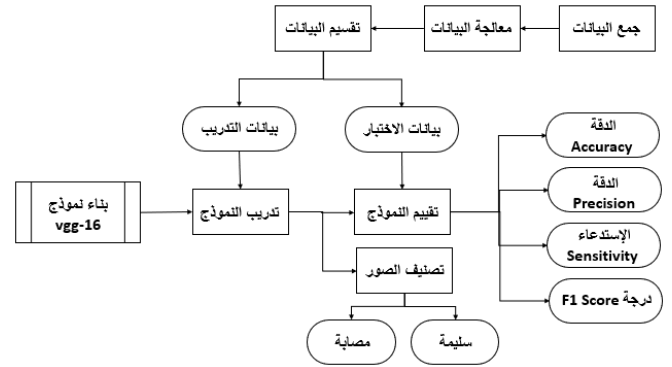 جمع البيانات
معالجة البيانات
تقسيم البيانات
بيانات الاختبار
بيانات التدريب
الدقة
Accuracy
الدقة
Precision
الإستدعاء
Sensitivity
درجة F1 Score
بناء نموذج
vgg-16
تدريب النموذج
تقييم النموذج
تصنيف الصور
سليمة
مصابة